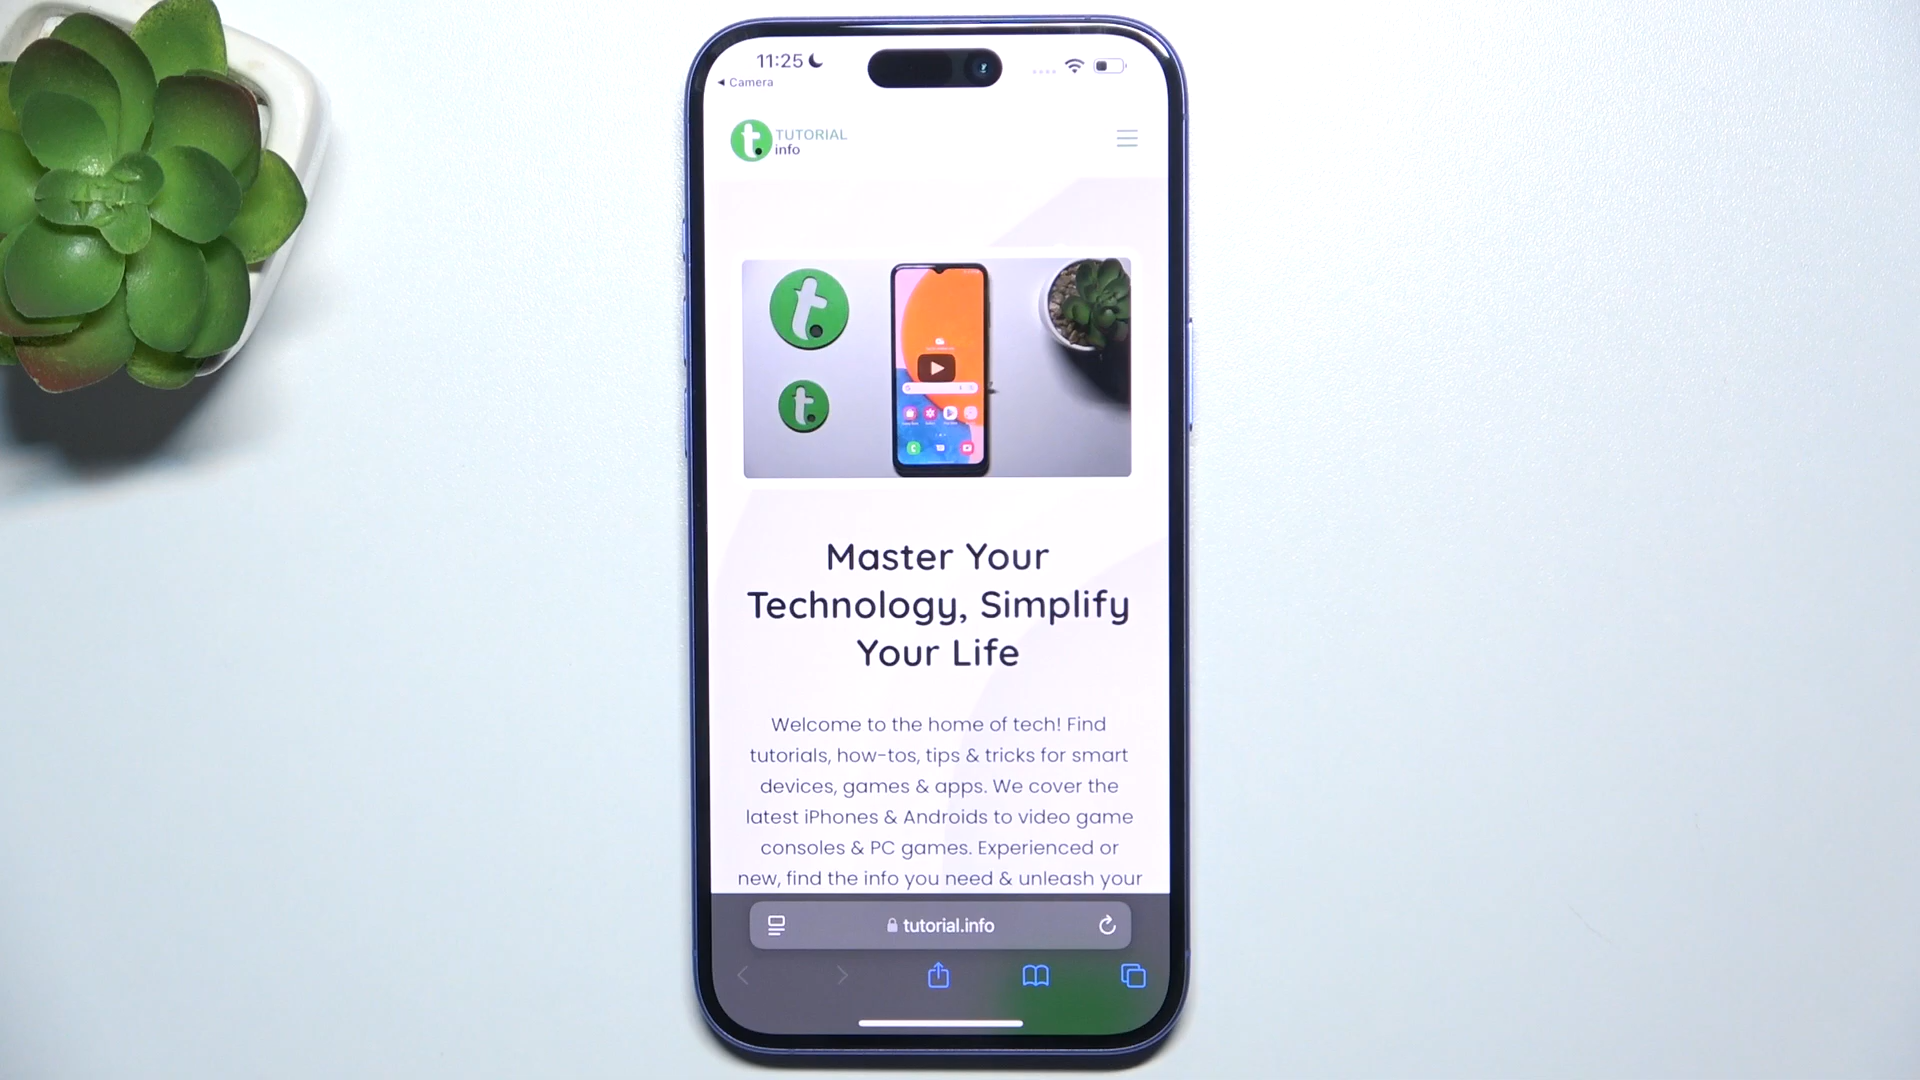 11:25
◄ Camera
TUTORIAL
info
Master Your
Technology, Simplify
Your Life
Welcome to the home of tech! Find
tutorials, how-tos, tips & tricks for smart
devices, games & apps. We cover the
latest iPhones & Androids to video game
consoles & PC games. Experienced or
new, find the info you need & unleash your
tutorial.info